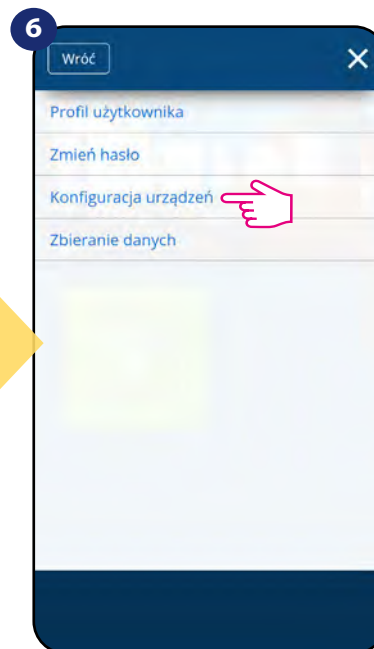 6
Wróć
Profil użytkownika
Zmień hasło
Konfiguracja urządzeń
Zbieranie danych